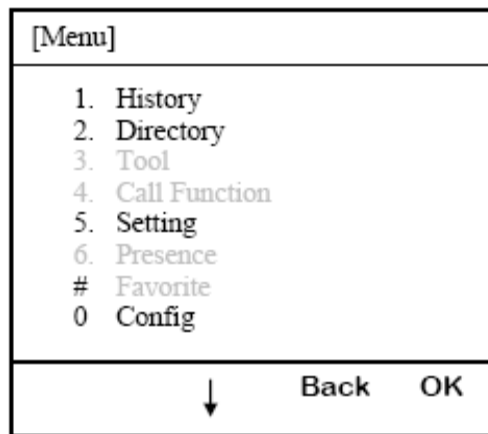 [Menu]
1. History
2. Directory
3. Tool
4. Call Function
5. Setting
6. Presence
# Favorite
0 Config
↓ Back OK